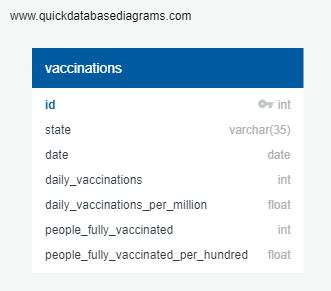 www.quickdatabasediagrams.com
vaccinations
id int
state varchar(35)
date date
daily_vaccinations int
daily_vaccinations_per_million float
people_fully_vaccinated int
people_fully_vaccinated_per_hundred float